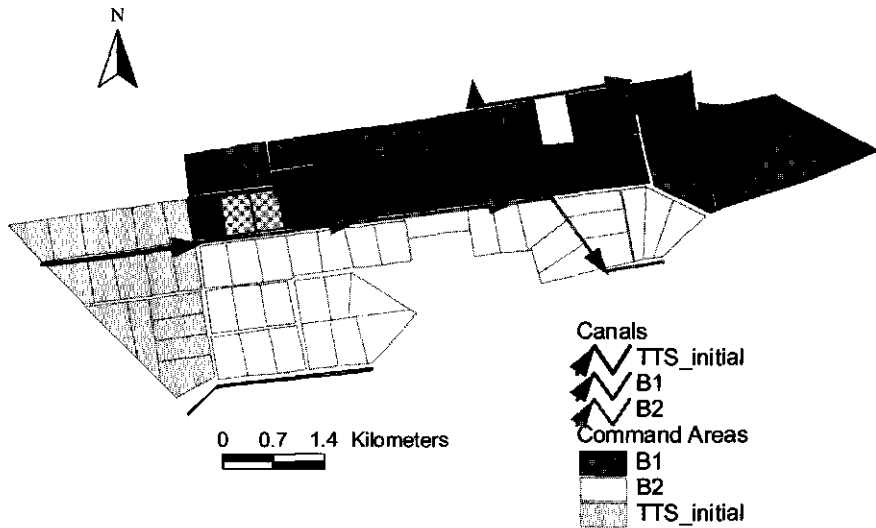 N
0 0.7 1.4 Kilometers
Canals
TTS_initial
B1
B2
Command Areas
B1
B2
TTS_initial